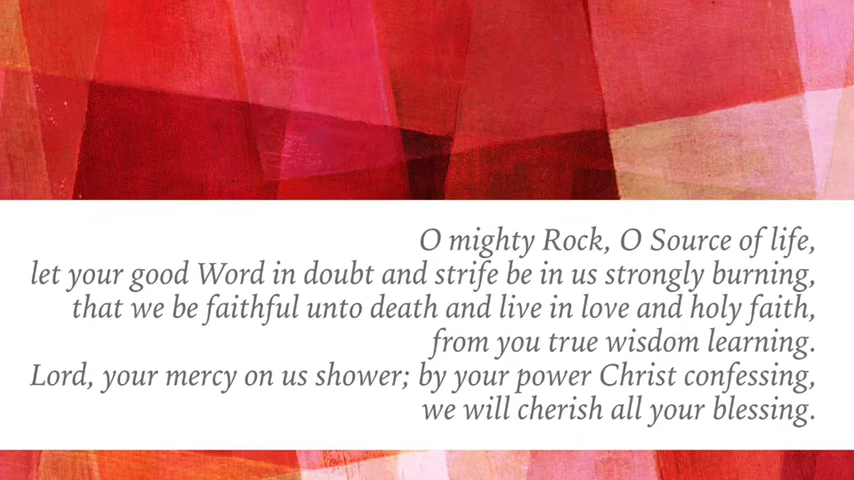 O mighty Rock, O Source of life,
let your good Word in doubt and strife be in us strongly burning,
that we be faithful unto death and live in love and holy faith,
from you true wisdom learning.
Lord, your mercy on us shower; by your power Christ confessing,
we will cherish all your blessing.